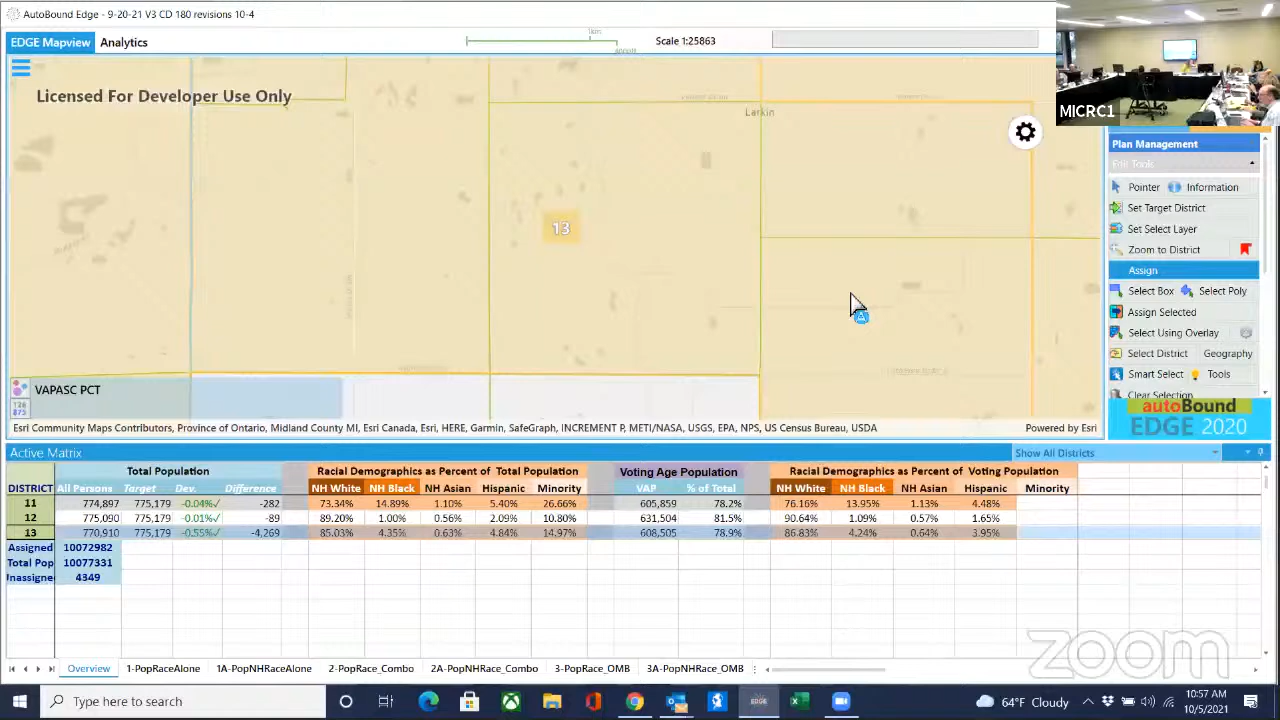 AutoBound Edge - 9-20-21 V3 CD 180 revisions 10-4
EDGE Mapview Analytics
1km
Scale 1:25863
Licensed For Developer Use Only
Larkin
13
MICRC1
Plan Management
Edit Tools
Pointer Information
Set Target District
Set Select Layer
Zoom to District
Assign
Select Box Select Poly
Assign Selected
Select Using Overlay
Select District Geography
Smart Select Tools
Clear Selection
autoBound
EDGE 2020
VAPASC PCT
Esri Community Maps Contributors, Province of Ontario, Midland County MI, Esri Canada, Esri, HERE, Garmin, SafeGraph, INCREMENT P, METI/NASA, USGS, EPA, NPS, US Census Bureau, USDA
Powered by Esri
Active Matrix
Show All Districts
Total Population Racial Demographics as Percent of Total Population Voting Age Population Racial Demographics as Percent of Voting Population
DISTRICT All Persons Target Dev. Difference NH White NH Black NH Asian Hispanic Minority VAP % of Total NH White NH Black NH Asian Hispanic Minority
11 774,897 775,179 -0.04%✓ -282 73.34% 14.89% 1.10% 5.40% 26.66% 605,859 78.2% 76.16% 13.95% 1.13% 4.48%
12 775,090 775,179 -0.01%✓ -89 89.20% 1.00% 0.56% 2.09% 10.80% 631,504 81.5% 90.64% 1.09% 0.57% 1.65%
13 770,910 775,179 -0.55%✓ -4,269 85.03% 4.35% 0.63% 4.84% 14.97% 608,505 78.9% 86.83% 4.24% 0.64% 3.95%
Assigned 10072982
Total Pop 10077331
Unassigned 4349
zoom
Overview 1-PopRaceAlone 1A-PopNHRaceAlone 2-PopRace_Combo 2A-PopNHRace_Combo 3-PopRace_OMB 3A-PopNHRace_OMB
Type here to search
EDGE
64°F Cloudy
10:57 AM
10/5/2021